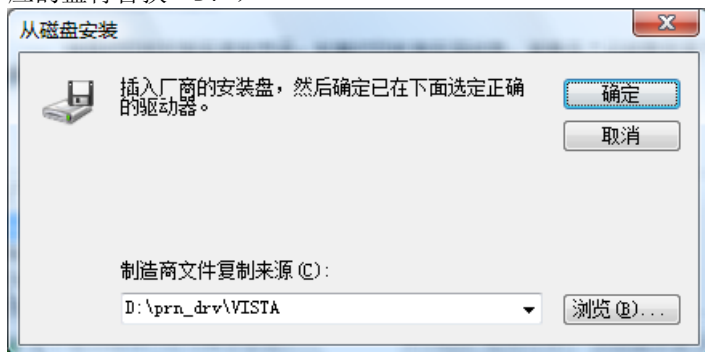 从磁盘安装
插入厂商的安装盘，然后确定已在下面选定正确
的驱动器。
确定
取消
制造商文件复制来源(C):
D:\prn_drv\VISTA
浏览(B)...